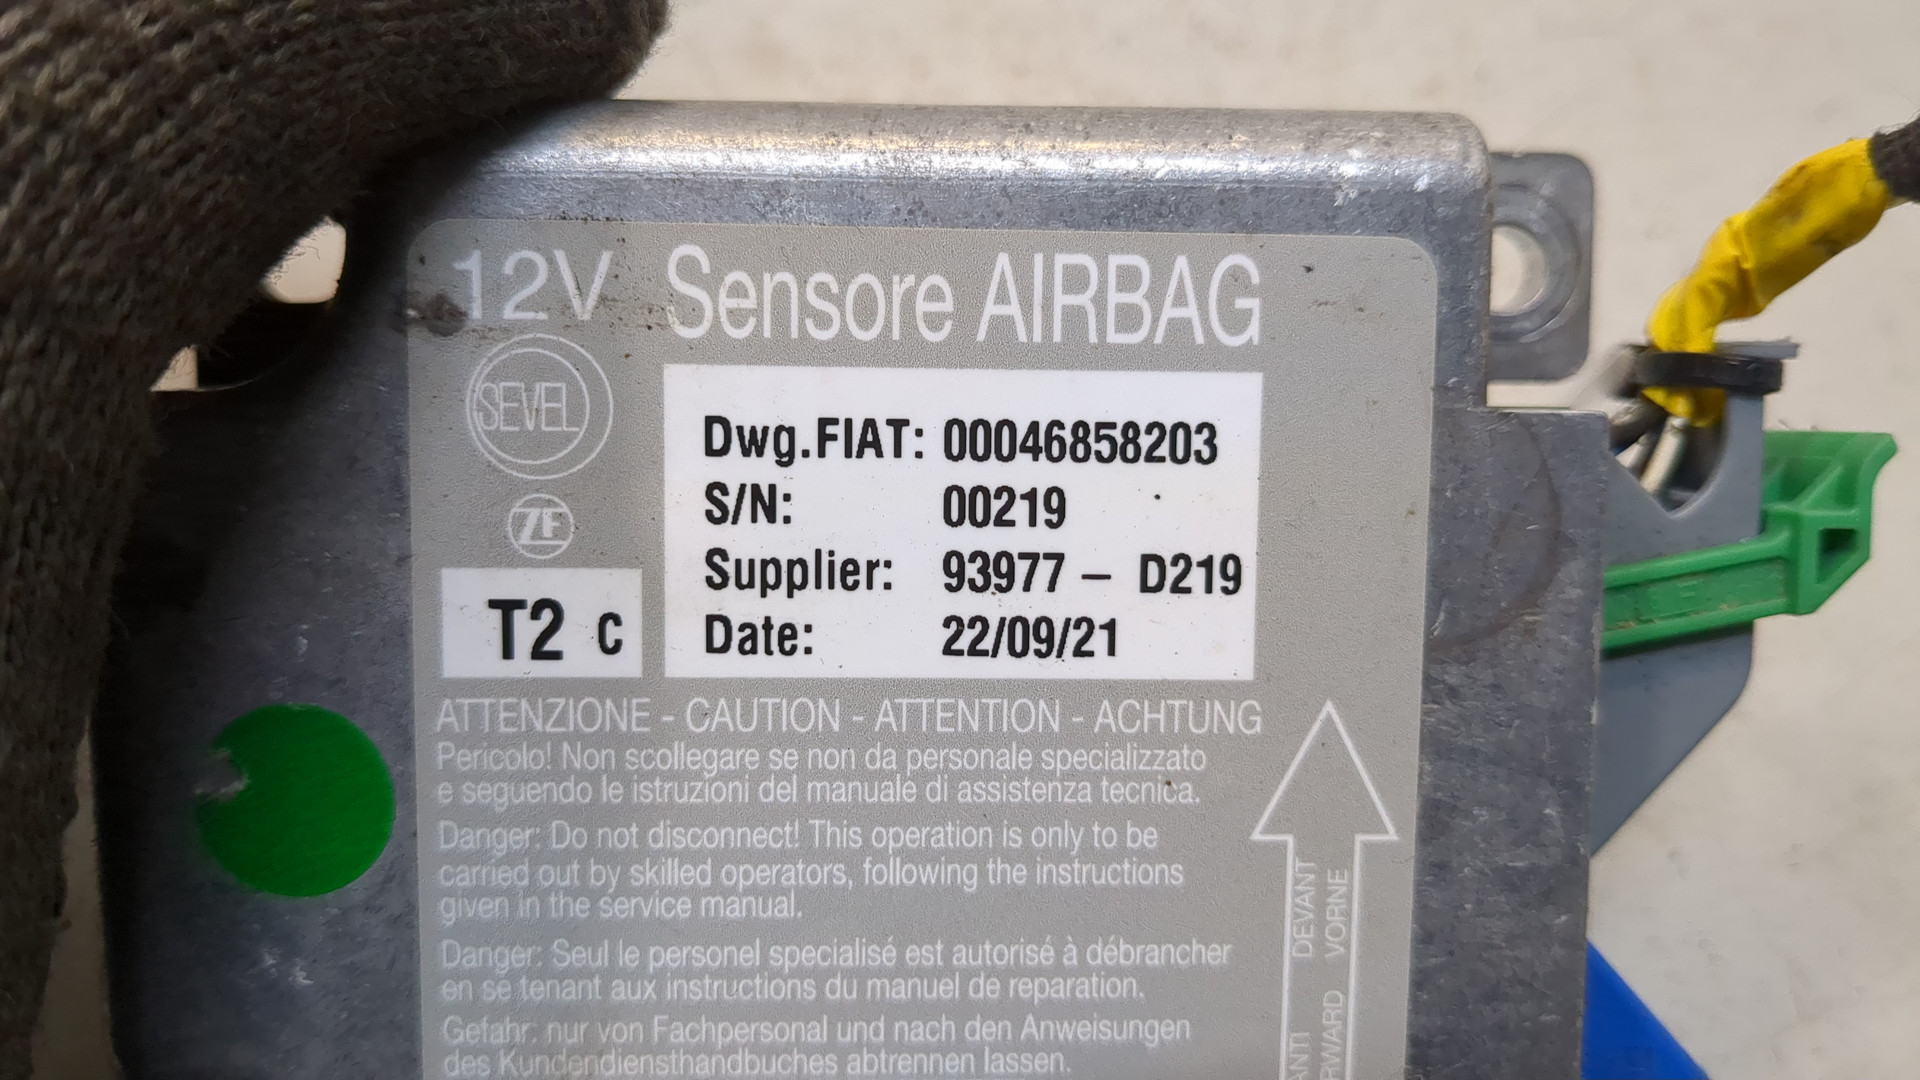 12V Sensore AIRBAG
SEVEL
ZF
T2 C
Dwg.FIAT: 00046858203
S/N: 00219
Supplier: 93977 – D219
Date: 22/09/21
ATTENZIONE - CAUTION - ATTENTION - ACHTUNG
Pericolo! Non scollegare se non da personale specializzato
e seguendo le istruzioni del manuale di assistenza tecnica.
Danger: Do not disconnect! This operation is only to be
carried out by skilled operators, following the instructions
given in the service manual.
Danger: Seul le personel specialisé est autorisé à débrancher
en se tenant aux instructions du manuel de reparation.
Gefahr: nur von Fachpersonal und nach den Anweisungen
des Kundendiensthandbuches abtrennen lassen.
DEVANT
VORNE